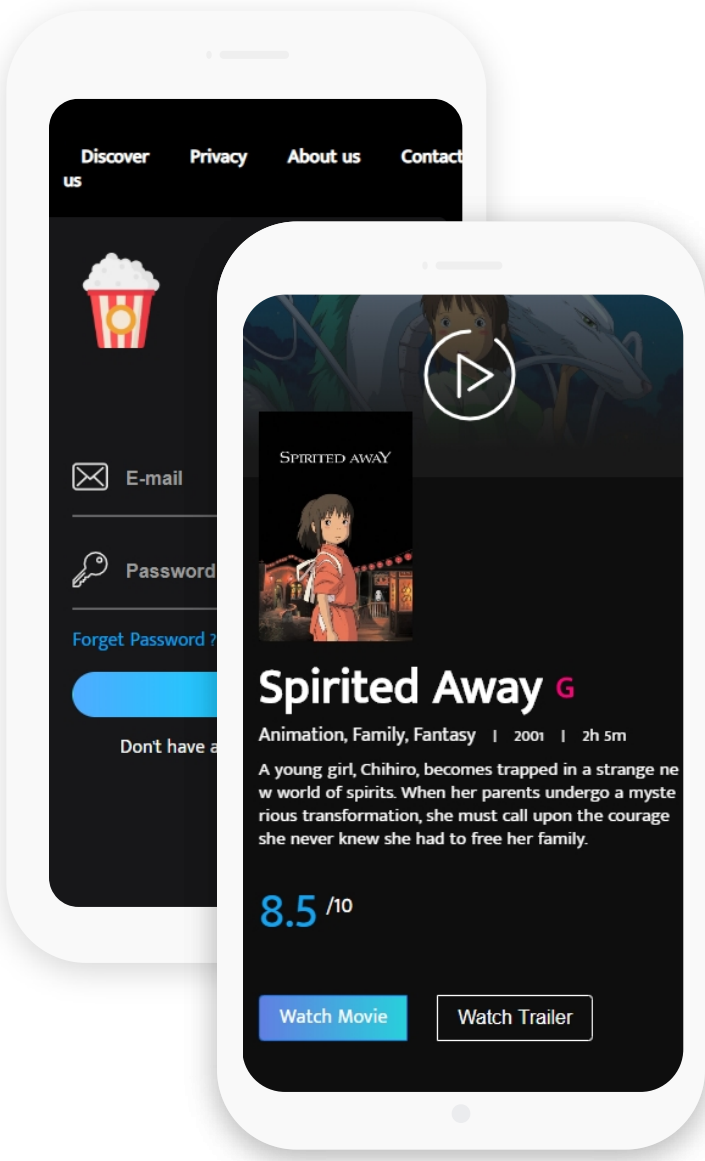 Discover Privacy About us Contact
us
E-mail
Password
Forget Password ?
Don't have a
SPIRITED AWAY
Spirited Away G
Animation, Family, Fantasy | 2001 | 2h 5m
A young girl, Chihiro, becomes trapped in a strange ne
w world of spirits. When her parents undergo a myste
rious transformation, she must call upon the courage
she never knew she had to free her family.
8.5 /10
Watch Movie Watch Trailer